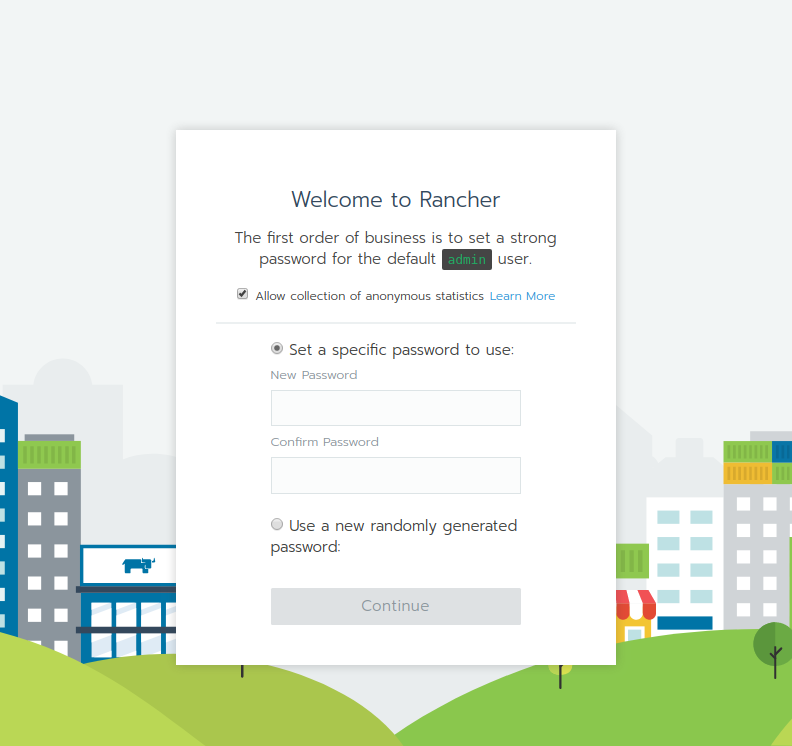 Welcome to Rancher
The first order of business is to set a strong
password for the default admin user.
Allow collection of anonymous statistics Learn More
Set a specific password to use:
New Password
Confirm Password
Use a new randomly generated
password:
Continue